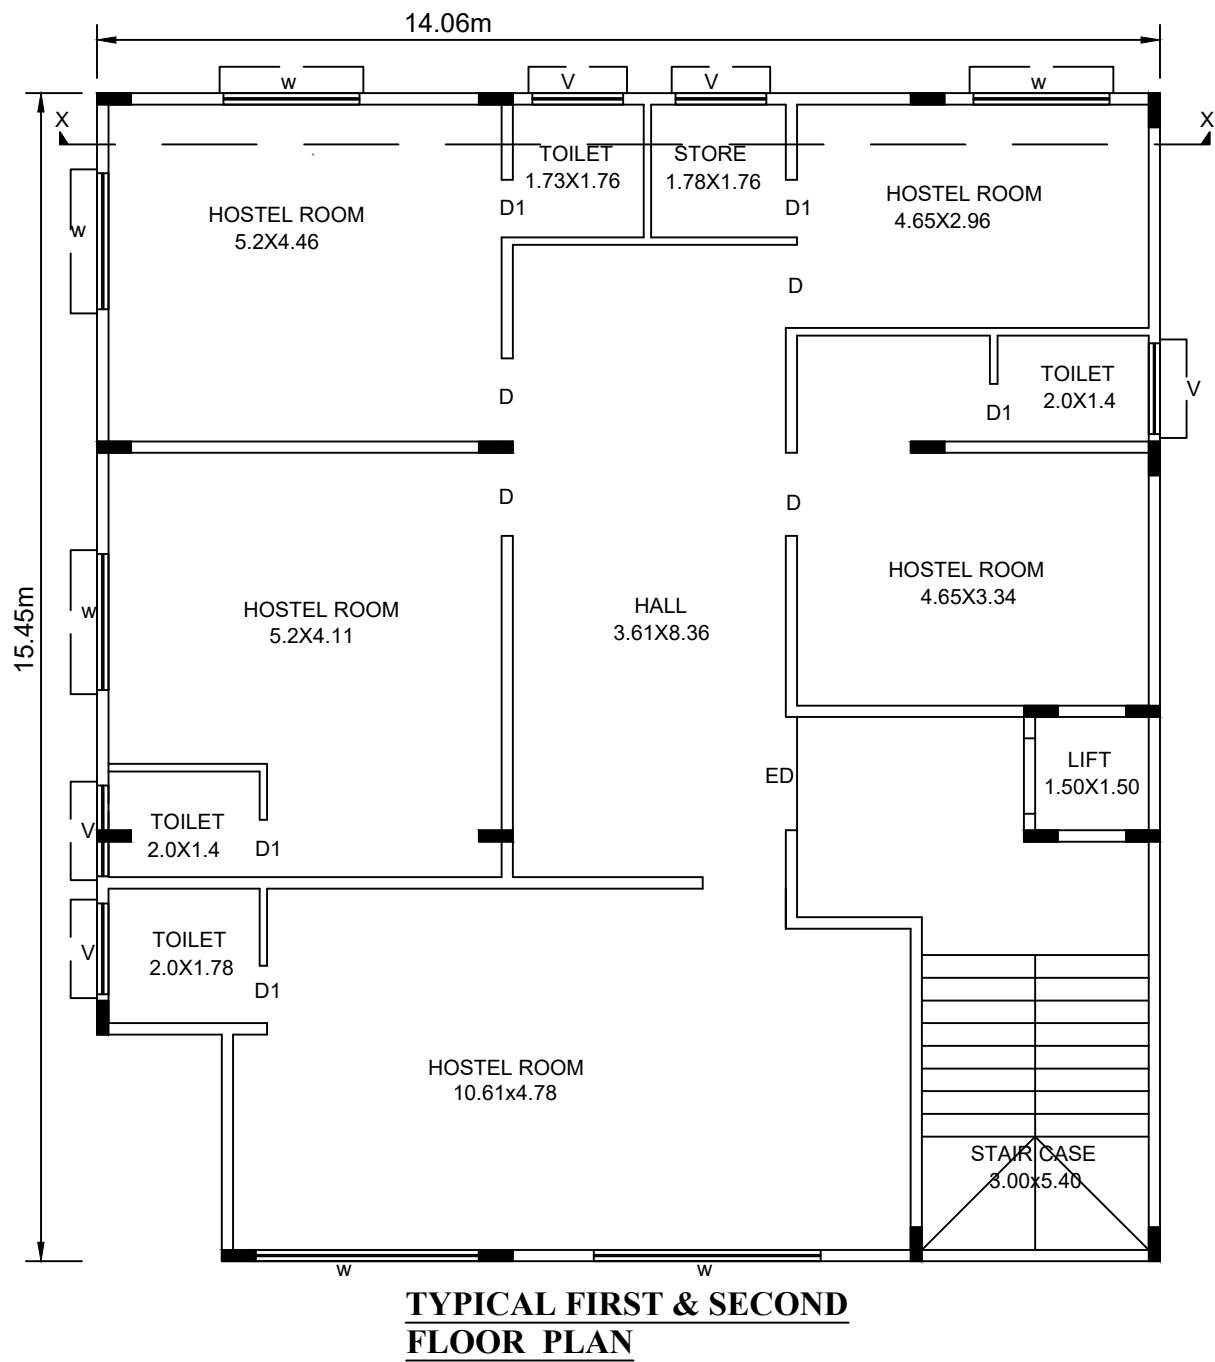 14.06m
w
V
V
w
X
X
TOILET
1.73X1.76
STORE
1.78X1.76
HOSTEL ROOM
5.2X4.46
D1
D1
HOSTEL ROOM
4.65X2.96
w
D
TOILET
2.0X1.4
V
D
D1
D
D
HOSTEL ROOM
4.65X3.34
HOSTEL ROOM
5.2X4.11
HALL
3.61X8.36
w
15.45m
ED
LIFT
1.50X1.50
V
TOILET
2.0X1.4
D1
V
TOILET
2.0X1.78
D1
HOSTEL ROOM
10.61x4.78
STAIR CASE
3.00x5.40
w
w
TYPICAL FIRST & SECOND
FLOOR PLAN